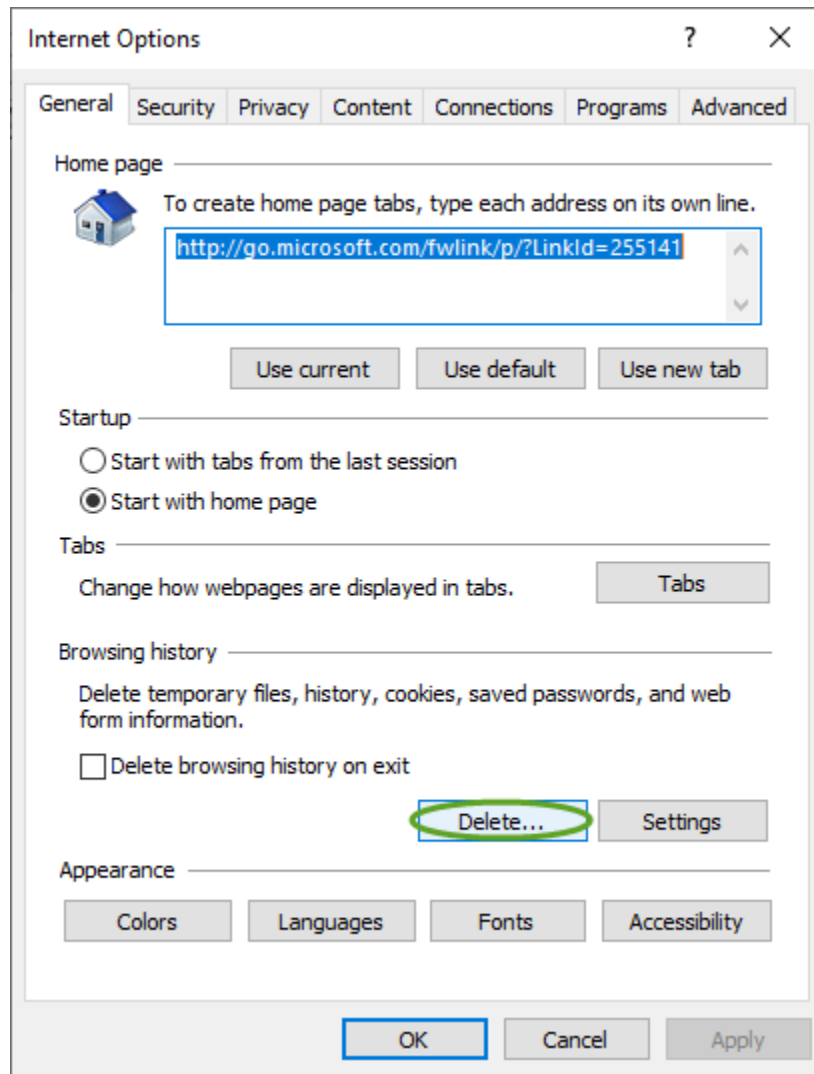 Internet Options ?
General Security Privacy Content Connections Programs Advanced
Home page
To create home page tabs, type each address on its own line.
http://go.microsoft.com/fwlink/p/?LinkId=255141
Use current Use default Use new tab
Startup
Start with tabs from the last session
Start with home page
Tabs
Change how webpages are displayed in tabs. Tabs
Browsing history
Delete temporary files, history, cookies, saved passwords, and web
form information.
Delete browsing history on exit
Delete... Settings
Appearance
Colors Languages Fonts Accessibility
OK Cancel Apply